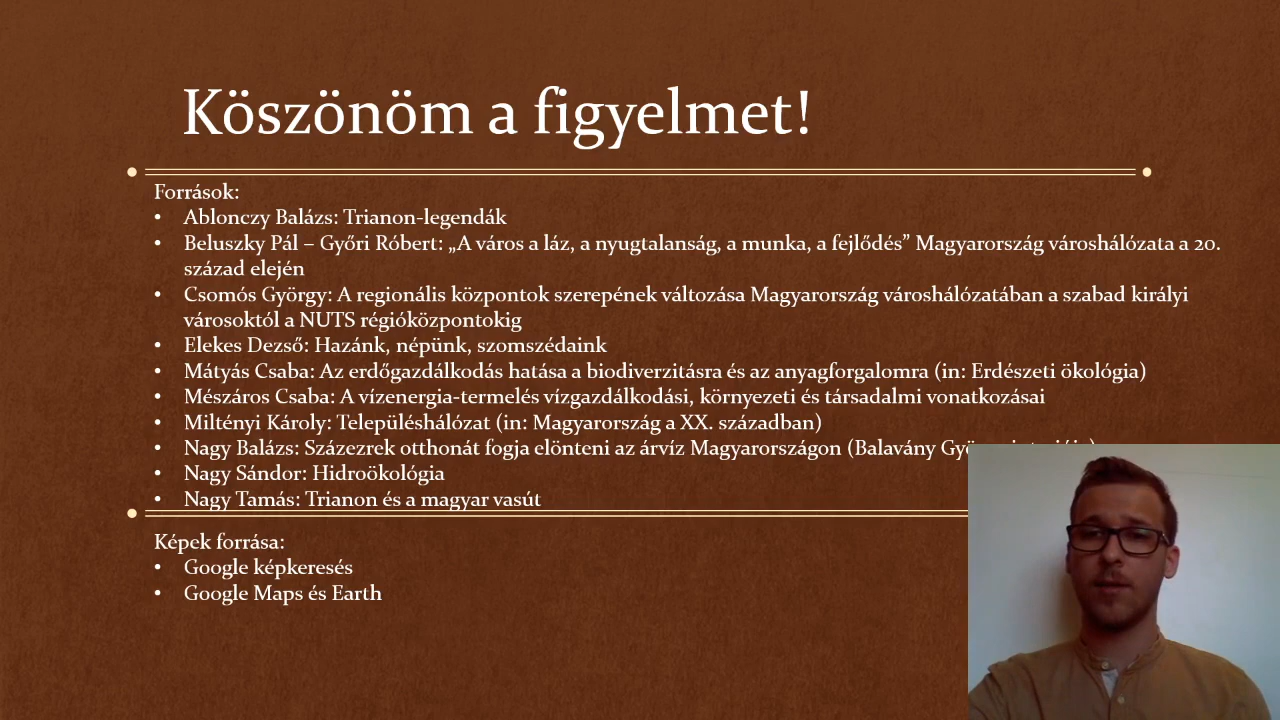 Köszönöm a figyelmet!
Források:
• Ablonczy Balázs: Trianon-legendák
• Beluszky Pál – Győri Róbert: „A város a láz, a nyugtalanság, a munka, a fejlődés” Magyarország városhálózata a 20.
század elején
• Csomós György: A regionális központok szerepének változása Magyarország városhálózatában a szabad királyi
városoktól a NUTS régióközpontokig
• Elekes Dezső: Hazánk, népünk, szomszédaink
• Mátyás Csaba: Az erdőgazdálkodás hatása a biodiverzitásra és az anyagforgalomra (in: Erdészeti ökológia)
• Mészáros Csaba: A vízenergia-termelés vízgazdálkodási, környezeti és társadalmi vonatkozásai
• Miltényi Károly: Településhálózat (in: Magyarország a XX. században)
• Nagy Balázs: Százezrek otthonát fogja elönteni az árvíz Magyarországon (Balavány
• Nagy Sándor: Hidroökológia
• Nagy Tamás: Trianon és a magyar vasút
Képek forrása:
• Google képkeresés
• Google Maps és Earth